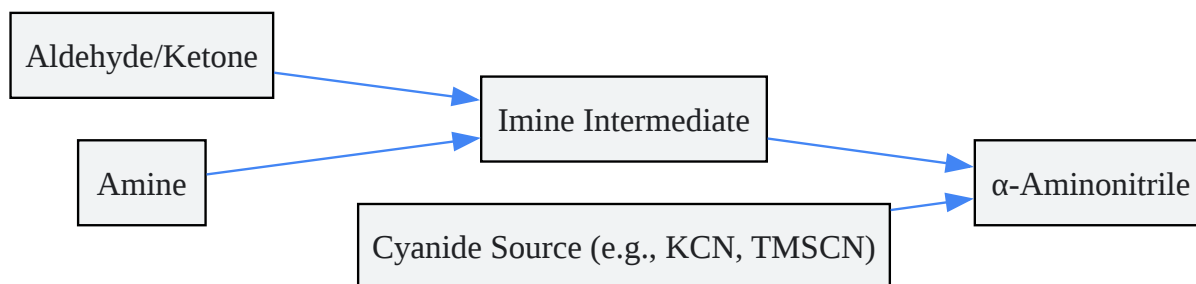 Aldehyde/Ketone
Amine
Imine Intermediate
Cyanide Source (e.g., KCN, TMSCN)
α-Aminonitrile